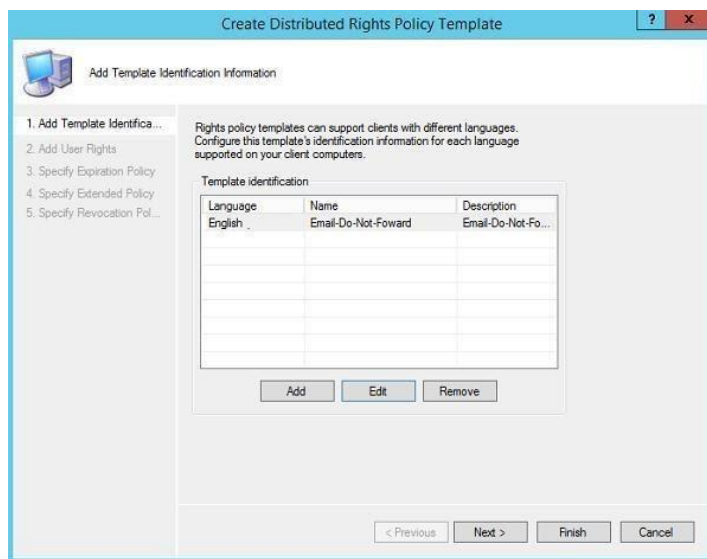 Create Distributed Rights Policy Template
? x
Add Template Identification Information
1. Add Template Identifica...
2. Add User Rights
3. Specify Expiration Policy
4. Specify Extended Policy
5. Specify Revocation Pol...
Rights policy templates can support clients with different languages.
Configure this template's identification information for each language
supported on your client computers.
Template identification
Language Name Description
English Email-Do-Not-Foward Email-Do-Not-Fo...
Add Edit Remove
< Previous Next > Finish Cancel